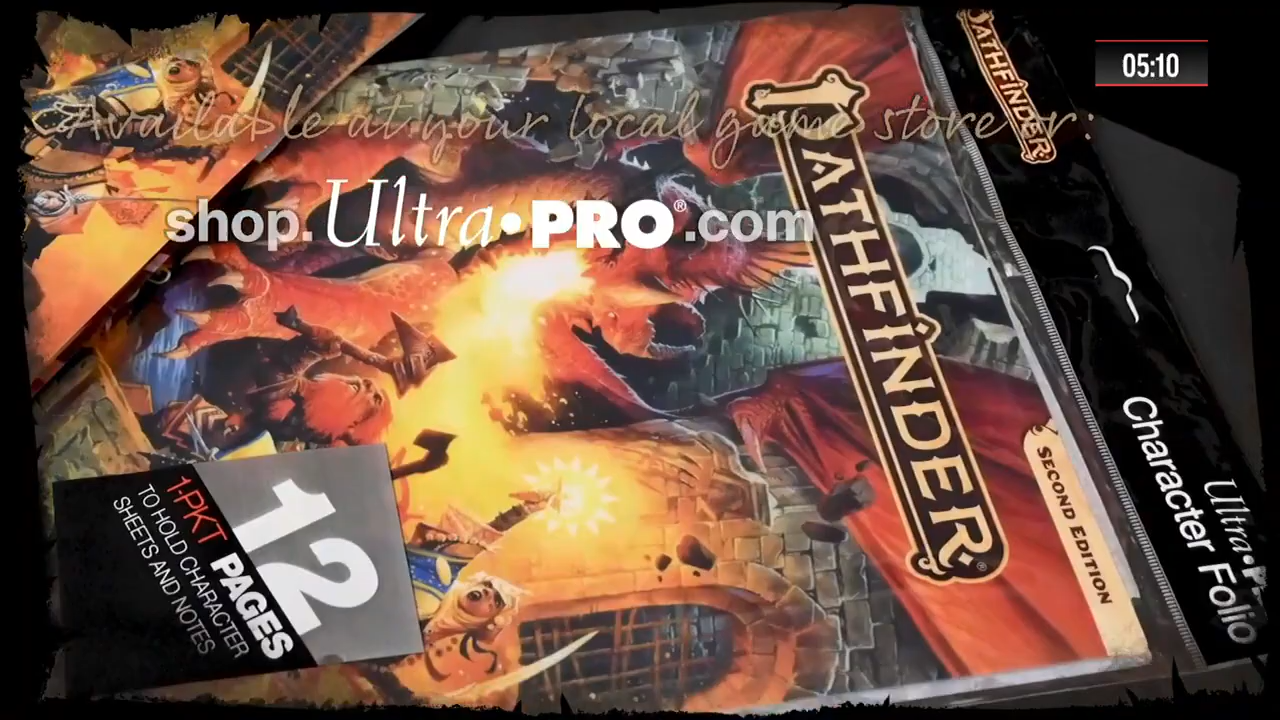 05:10
Available at your local game store or:
shop.Ultra•PRO®.com
PATHFINDER
PATHFINDER®
SECOND EDITION
Ultra•P
Character Folio
12
PAGES
1-PKT
TO HOLD CHARACTER
SHEETS AND NOTES